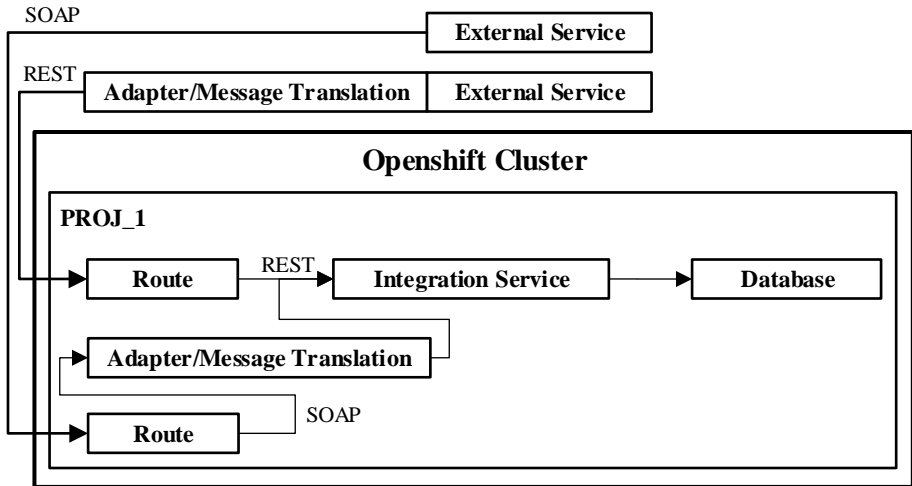 SOAP
External Service
REST
Adapter/Message Translation
External Service
Openshift Cluster
PROJ_1
Route
REST
Integration Service
Database
Adapter/Message Translation
Route
SOAP